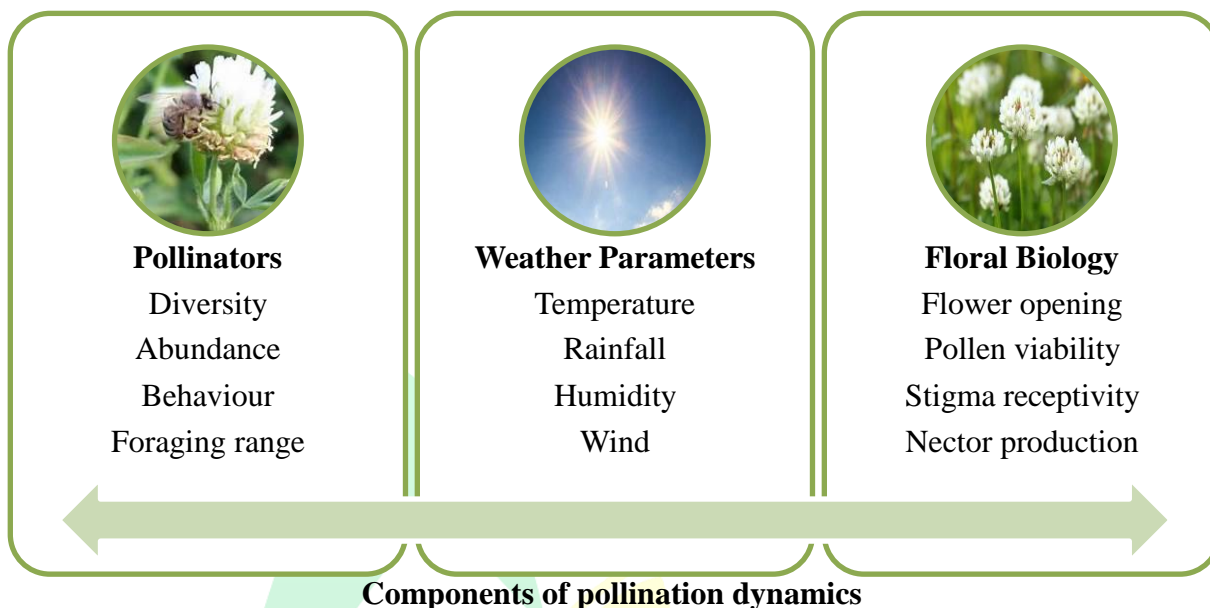 Pollinators
Diversity
Abundance
Behaviour
Foraging range
Weather Parameters
Temperature
Rainfall
Humidity
Wind
Floral Biology
Flower opening
Pollen viability
Stigma receptivity
Nector production
Components of pollination dynamics